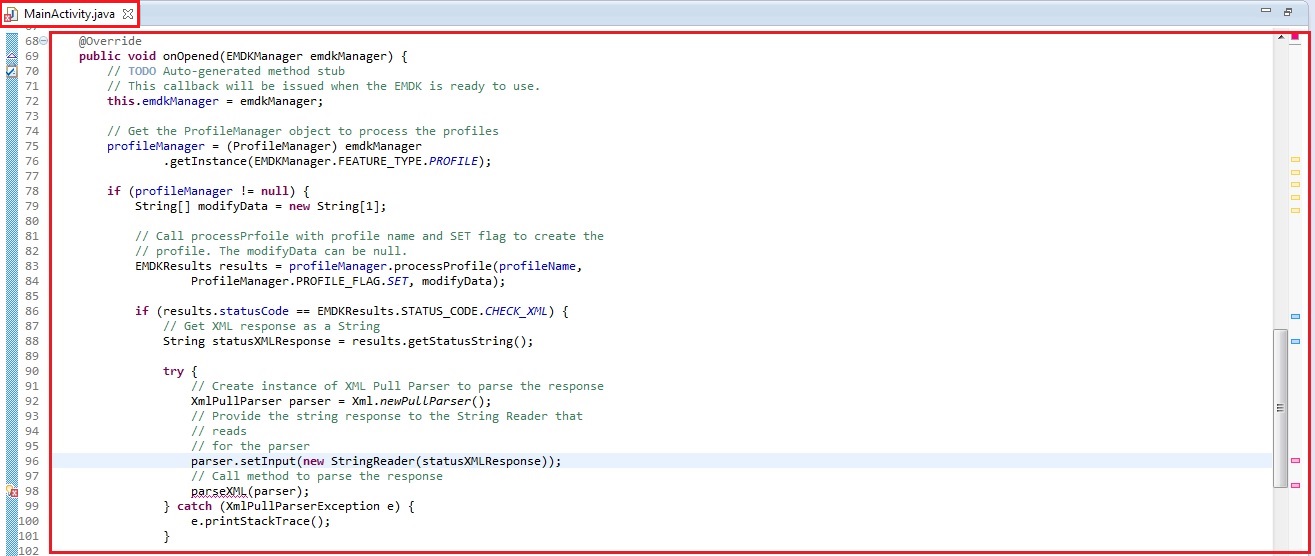 MainActivity.java
68 @Override
69 public void onOpened(EMDKManager emdkManager) {
70 // TODO Auto-generated method stub
71 // This callback will be issued when the EMDK is ready to use.
72 this.emdkManager = emdkManager;
73
74 // Get the ProfileManager object to process the profiles
75 profileManager = (ProfileManager) emdkManager
76 .getInstance(EMDKManager.FEATURE_TYPE.PROFILE);
77
78 if (profileManager != null) {
79 String[] modifyData = new String[1];
80
81 // Call processPrfoile with profile name and SET flag to create the
82 // profile. The modifyData can be null.
83 EMDKResults results = profileManager.processProfile(profileName,
84 ProfileManager.PROFILE_FLAG.SET, modifyData);
85
86 if (results.statusCode == EMDKResults.STATUS_CODE.CHECK_XML) {
87 // Get XML response as a String
88 String statusXMLResponse = results.getStatusString();
89
90 try {
91 // Create instance of XML Pull Parser to parse the response
92 XmlPullParser parser = Xml.newPullParser();
93 // Provide the string response to the String Reader that
94 // reads
95 // for the parser
96 parser.setInput(new StringReader(statusXMLResponse));
97 // Call method to parse the response
98 parseXML(parser);
99 } catch (XmlPullParserException e) {
100 e.printStackTrace();
101 }
102